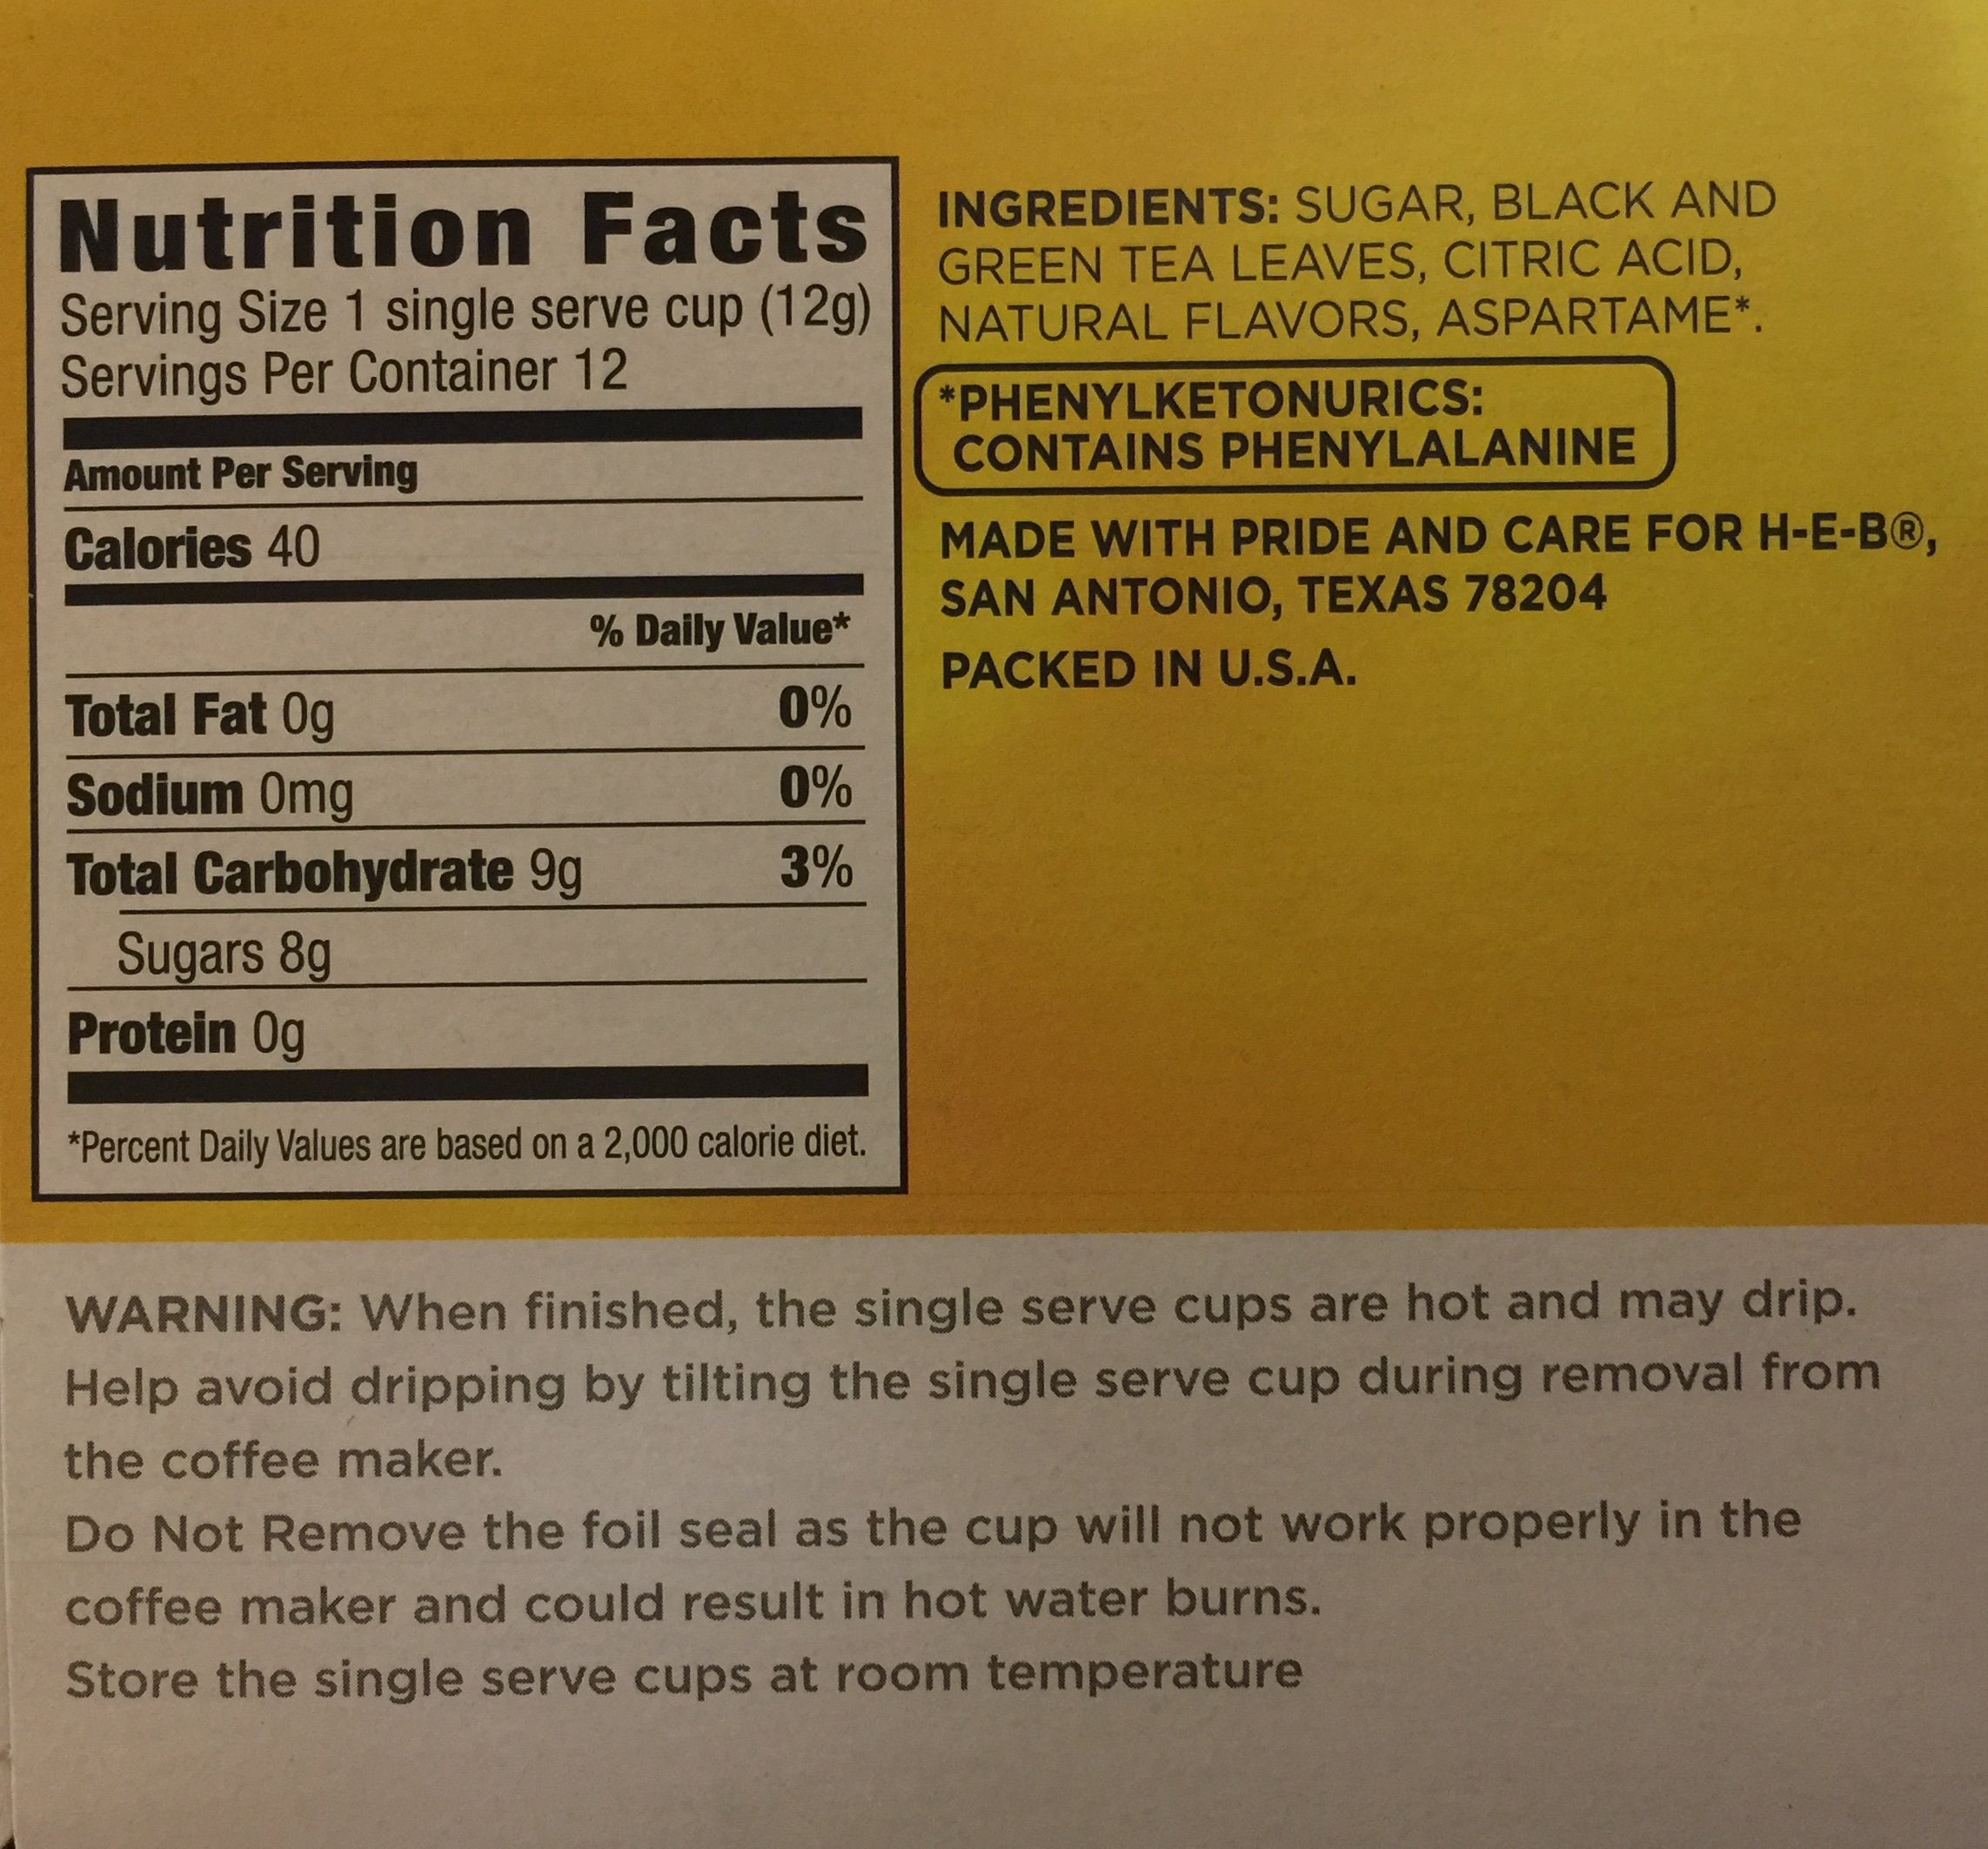 Nutrition Facts
Serving Size 1 single serve cup (12g)
Servings Per Container 12
Amount Per Serving
Calories 40
% Daily Value*
Total Fat 0g 0%
Sodium 0mg 0%
Total Carbohydrate 9g 3%
Sugars 8g
Protein 0g
*Percent Daily Values are based on a 2,000 calorie diet.
INGREDIENTS: SUGAR, BLACK AND
GREEN TEA LEAVES, CITRIC ACID,
NATURAL FLAVORS, ASPARTAME*.
*PHENYLKETONURICS:
CONTAINS PHENYLALANINE
MADE WITH PRIDE AND CARE FOR H-E-B®,
SAN ANTONIO, TEXAS 78204
PACKED IN U.S.A.
WARNING: When finished, the single serve cups are hot and may drip.
Help avoid dripping by tilting the single serve cup during removal from
the coffee maker.
Do Not Remove the foil seal as the cup will not work properly in the
coffee maker and could result in hot water burns.
Store the single serve cups at room temperature